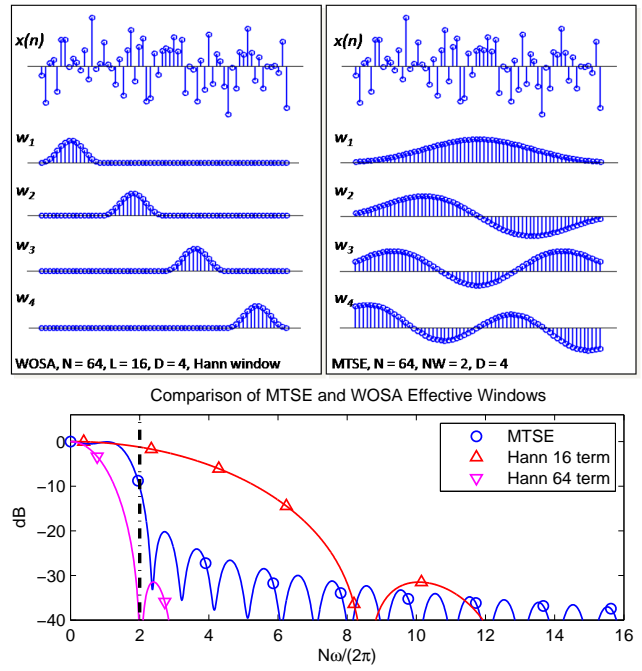 x(n)
w1
w2
w3
w4
WOSA, N = 64, L = 16, D = 4, Hann window
x(n)
w1
w2
w3
w4
MTSE, N = 64, NW = 2, D = 4
Comparison of MTSE and WOSA Effective Windows
0
−10
−20
−30
−40
dB
MTSE
Hann 16 term
Hann 64 term
0 2 4 6 8 10 12 14 16
Nω/(2π)